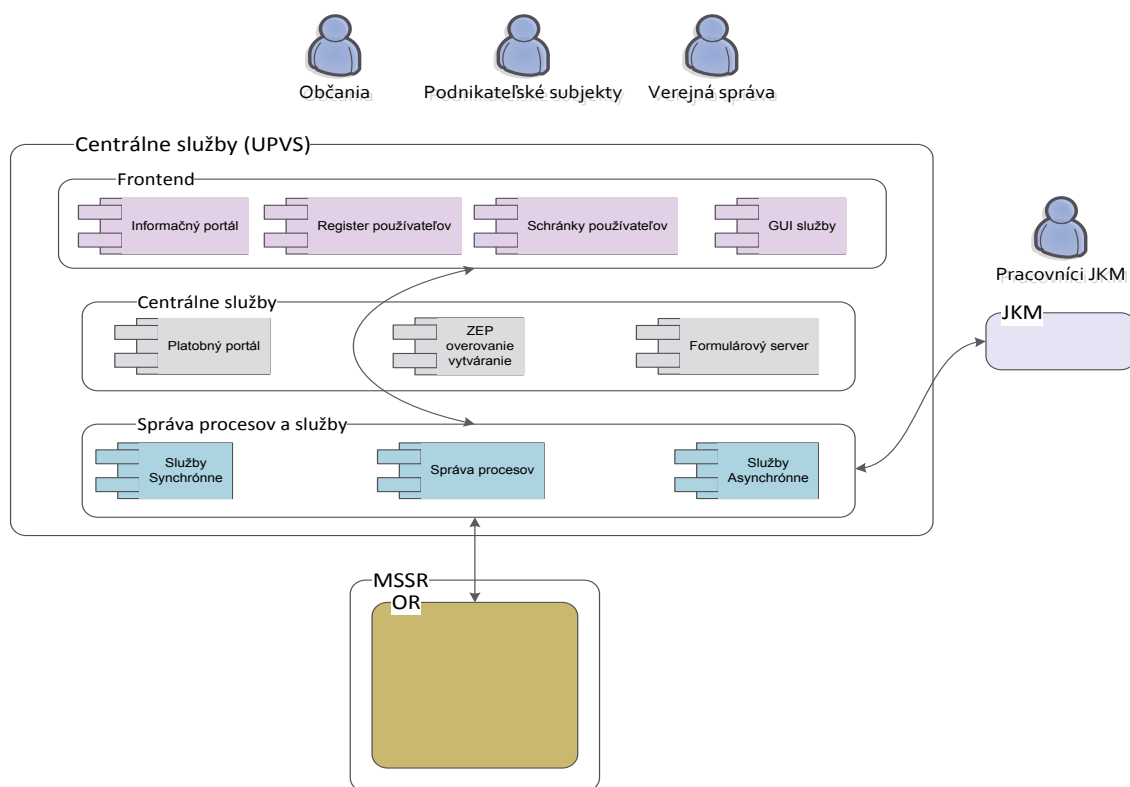 Občania
Podnikateľské subjekty
Verejná správa
Centrálne služby (UPVS)
Frontend
Informačný portál
Register používateľov
Schránky používateľov
GUI služby
Pracovníci JKM
JKM
Centrálne služby
Platobný portál
ZEP
overovanie
vytváranie
Formulárový server
Správa procesov a služby
Služby
Synchrónne
Správa procesov
Služby
Asynchrónne
MSSR
OR